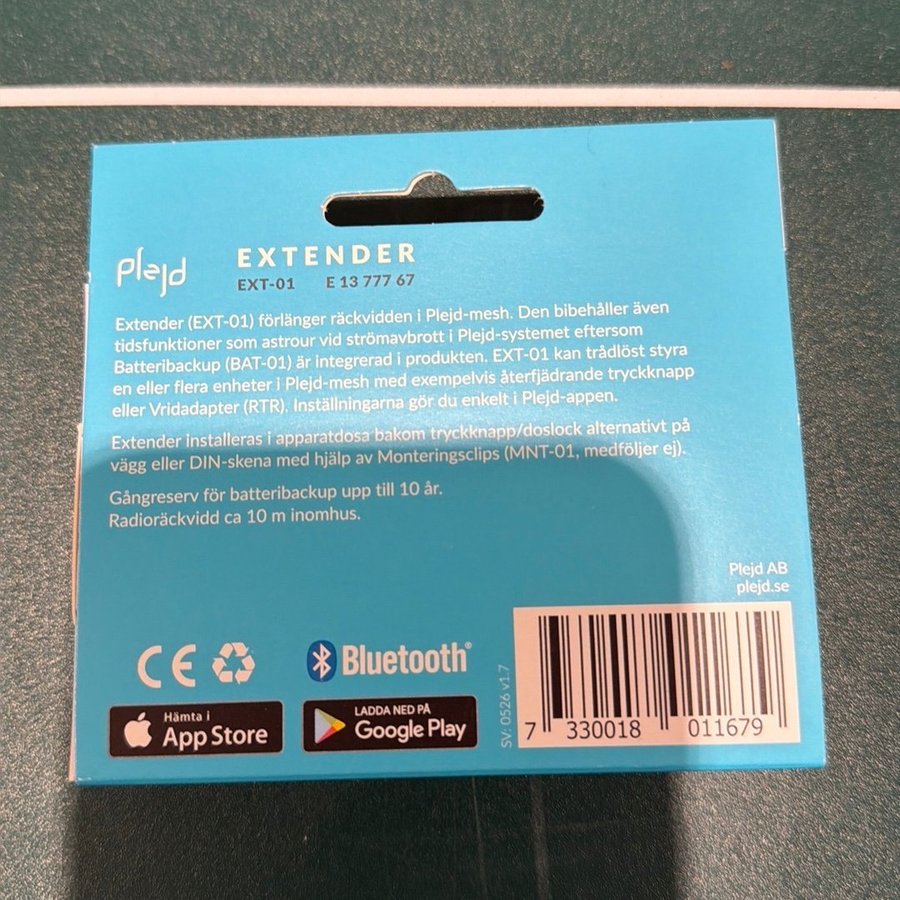 plejd
EXTENDER
EXT-01 E 13 777 67
Extender (EXT-01) förlänger räckvidden i Plejd-mesh. Den bibehåller även
tidsfunktioner som astrour vid strömavbrott i Plejd-systemet eftersom
Batteribackup (BAT-01) är integrerad i produkten. EXT-01 kan trådlöst styra
en eller flera enheter i Plejd-mesh med exempelvis återfjädrande tryckknapp
eller Vridadapter (RTR). Inställningarna gör du enkelt i Plejd-appen.
Extender installeras i apparatdosa bakom tryckknapp/doslock alternativt på
vägg eller DIN-skena med hjälp av Monteringsclips (MNT-01, medföljer ej).
Gångreserv för batteribackup upp till 10 år.
Radioräckvidd ca 10 m inomhus.
Plejd AB
plejd.se
CE
Bluetooth®
Hämta i
App Store
LADDA NED PÅ
Google Play
SV: 0526 v1.7
7 330018 011679